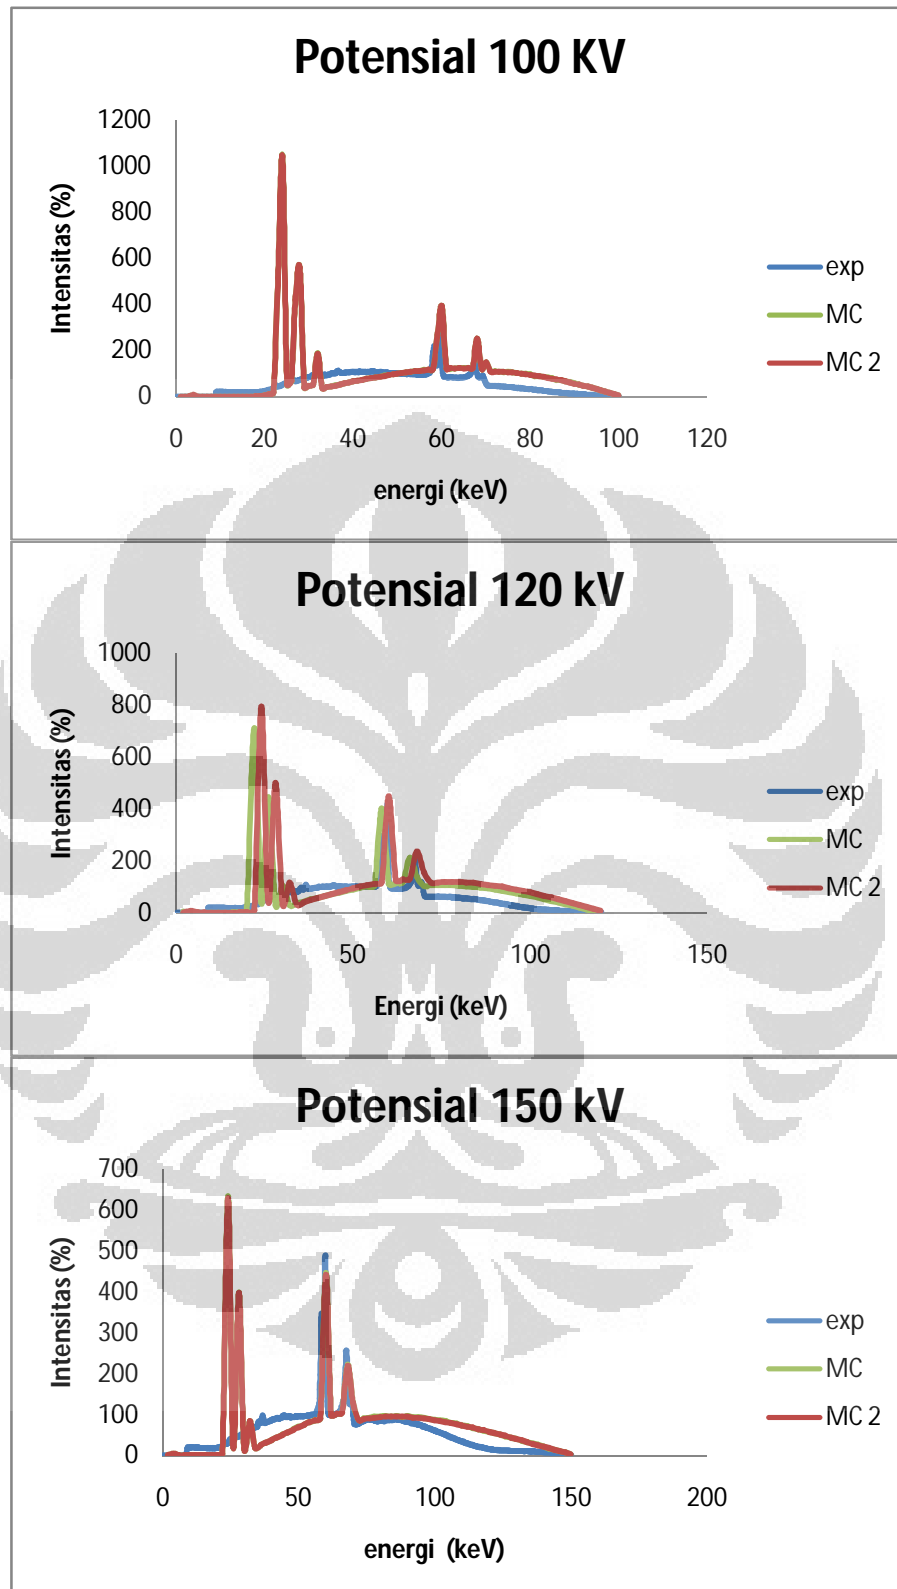 Potensial 100 KV
1200
1000
800
600
400
200
0
Intensitas (%)
0 20 40 60 80 100 120
energi (keV)
exp
MC
MC 2
Potensial 120 kV
1000
800
600
400
200
0
Intensitas (%)
0 50 100 150
Energi (keV)
exp
MC
MC 2
Potensial 150 kV
700
600
500
400
300
200
100
0
Intensitas (%)
0 50 100 150 200
energi (keV)
exp
MC
MC 2